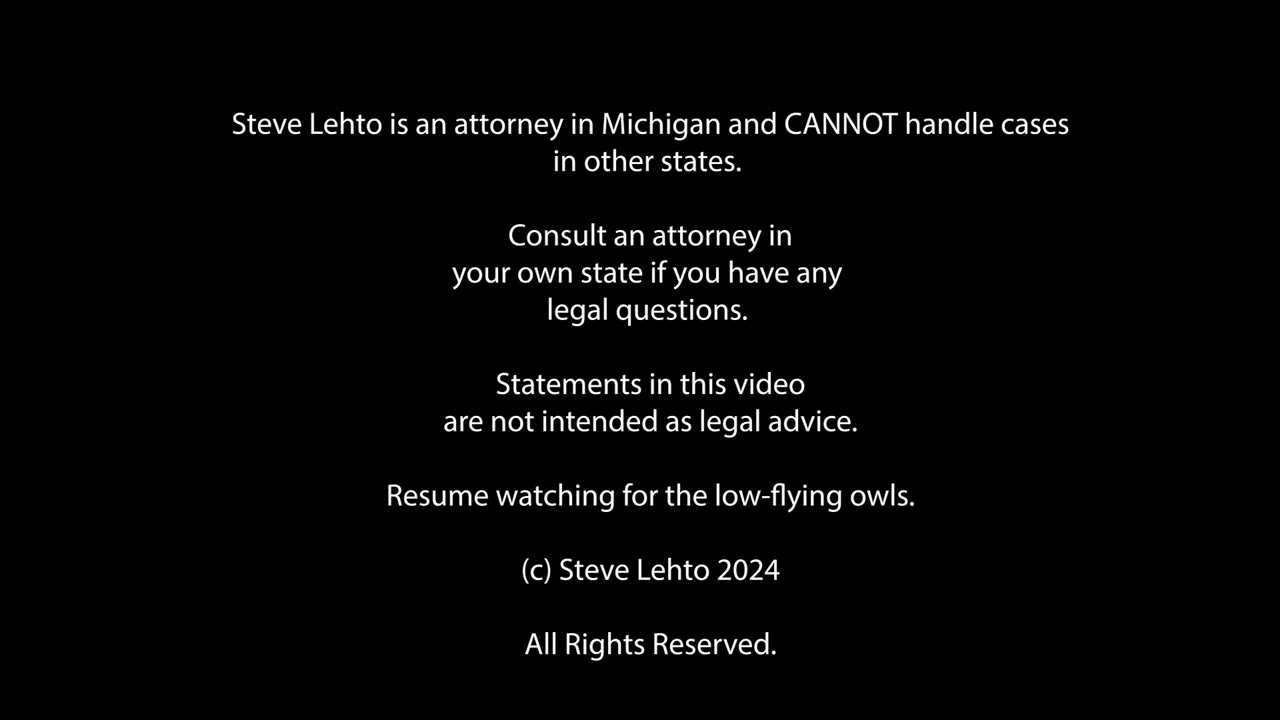 Steve Lehto is an attorney in Michigan and CANNOT handle cases
in other states.
Consult an attorney in
your own state if you have any
legal questions.
Statements in this video
are not intended as legal advice.
Resume watching for the low-flying owls.
(c) Steve Lehto 2024
All Rights Reserved.